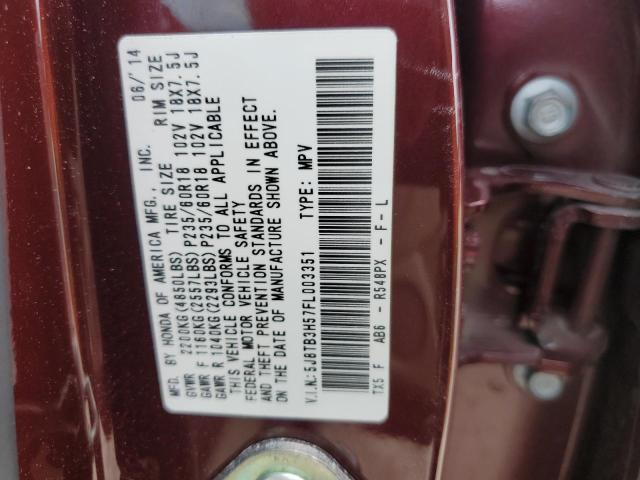 MFD. BY HONDA OF AMERICA MFG., INC. 06/'14
GVWR 2200KG(4850LBS) TIRE SIZE RIM SIZE
GAWR F 1160KG(2557LBS) P235/60R18 102V 18X7.5J
GAWR R 1040KG(2293LBS) P235/60R18 102V 18X7.5J
THIS VEHICLE CONFORMS TO ALL APPLICABLE
FEDERAL MOTOR VEHICLE SAFETY
AND THEFT PREVENTION STANDARDS IN EFFECT
ON THE DATE OF MANUFACTURE SHOWN ABOVE.
V.I.N.: 5J8TB3H57FL003351 TYPE: MPV
TX5 F AB6 - R548PX - F- L